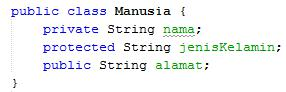 public class Manusia {
    private String nama;
    protected String jenisKelamin;
    public String alamat;
}